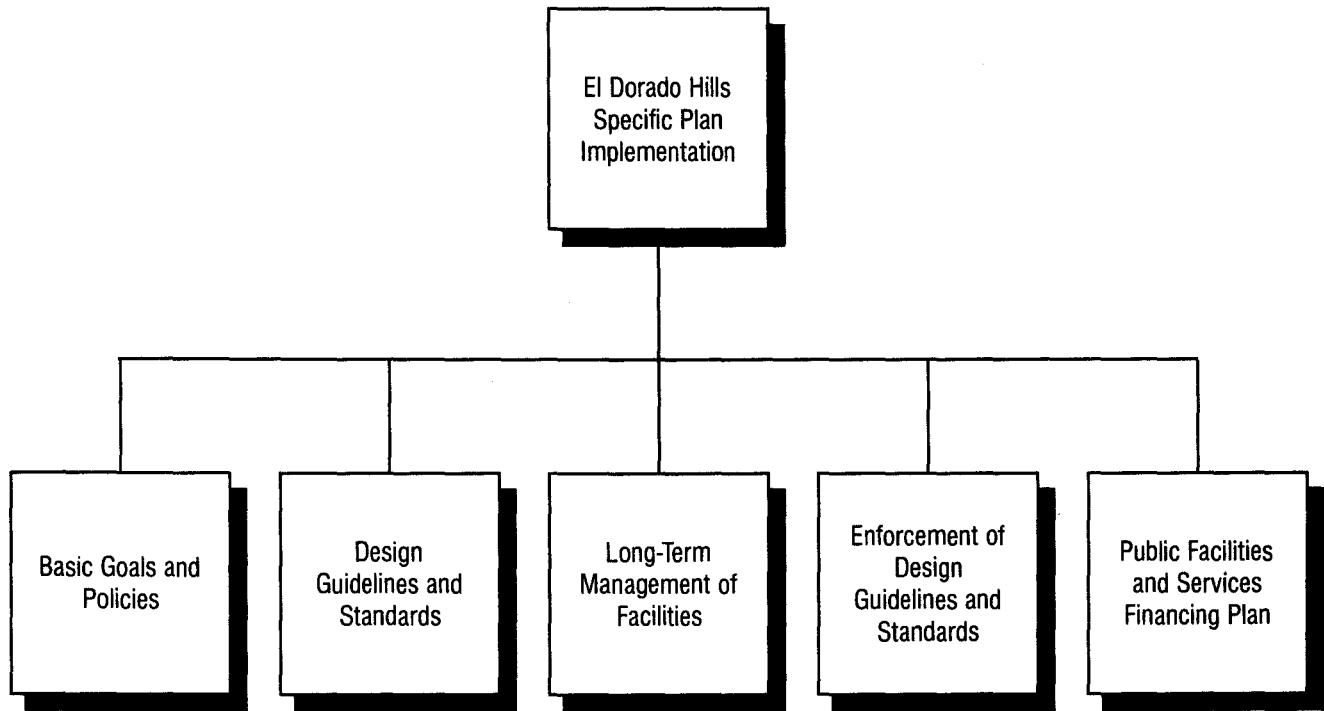 El Dorado Hills
Specific Plan
Implementation
Basic Goals and
Policies
Design
Guidelines and
Standards
Long-Term
Management of
Facilities
Enforcement of
Design
Guidelines and
Standards
Public Facilities
and Services
Financing Plan